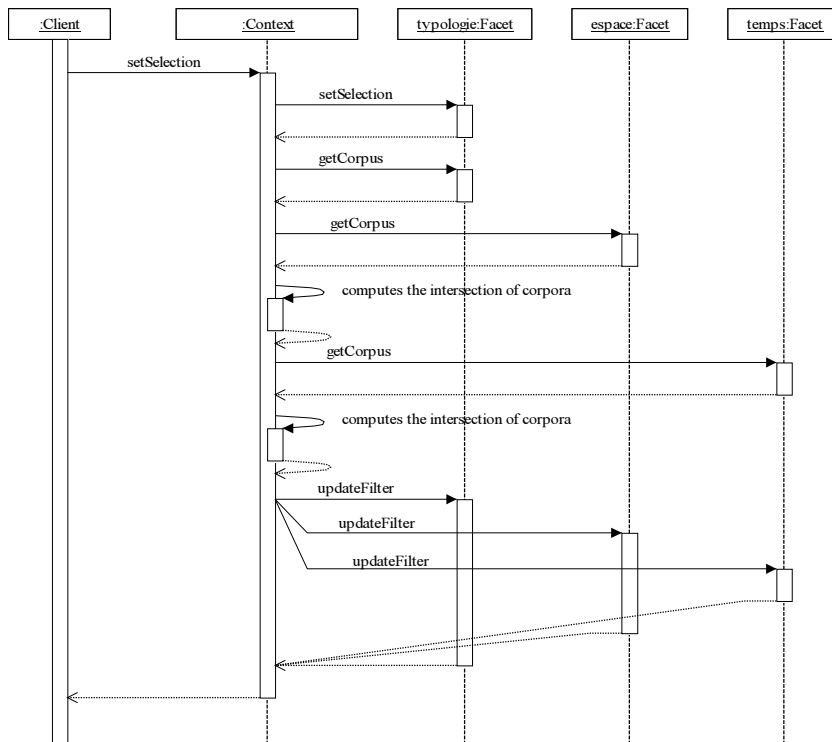 :Client
:Context
typologie:Facet
espace:Facet
temps:Facet
setSelection
setSelection
getCorpus
getCorpus
computes the intersection of corpora
getCorpus
computes the intersection of corpora
updateFilter
updateFilter
updateFilter